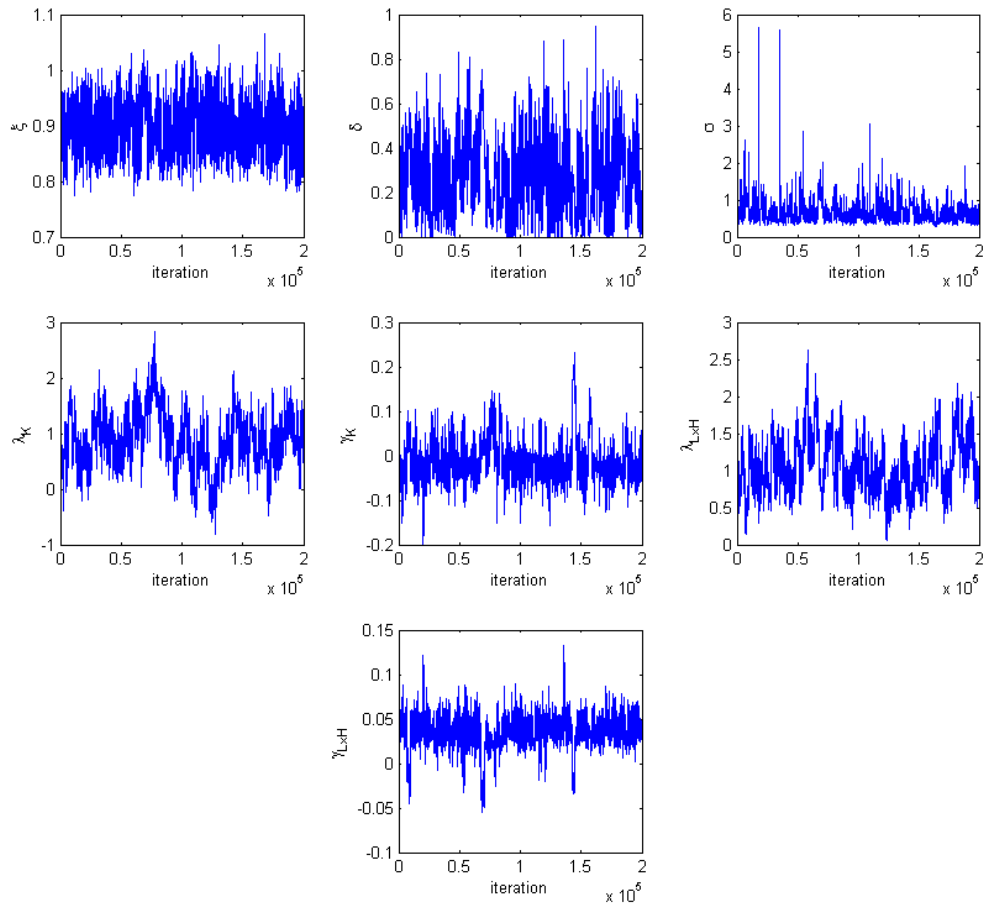 1.1
1
0.9
0.8
0.7
ξ
0 0.5 1 1.5 2
iteration
x 10^5
1
0.8
0.6
0.4
0.2
0
δ
0 0.5 1 1.5 2
iteration
x 10^5
6
5
4
3
2
1
0
σ
0 0.5 1 1.5 2
iteration
x 10^5
3
2
1
0
-1
λ_K
0 0.5 1 1.5 2
iteration
x 10^5
0.3
0.2
0.1
0
-0.1
-0.2
γ_K
0 0.5 1 1.5 2
iteration
x 10^5
3
2.5
2
1.5
1
0.5
0
λ_L×H
0 0.5 1 1.5 2
iteration
x 10^5
0.15
0.1
0.05
0
-0.05
-0.1
γ_L×H
0 0.5 1 1.5 2
iteration
x 10^5